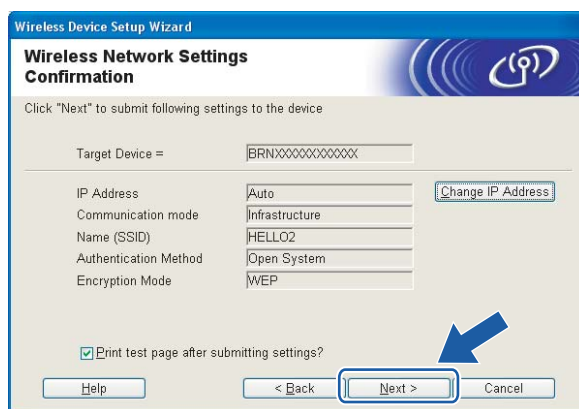 Wireless Device Setup Wizard
Wireless Network Settings
Confirmation
Click "Next" to submit following settings to the device
Target Device =    BRNXXXXXXXXXXXX
IP Address    Auto    Change IP Address
Communication mode    Infrastructure
Name (SSID)    HELLO2
Authentication Method    Open System
Encryption Mode    WEP
Print test page after submitting settings?
Help    < Back    Next >    Cancel